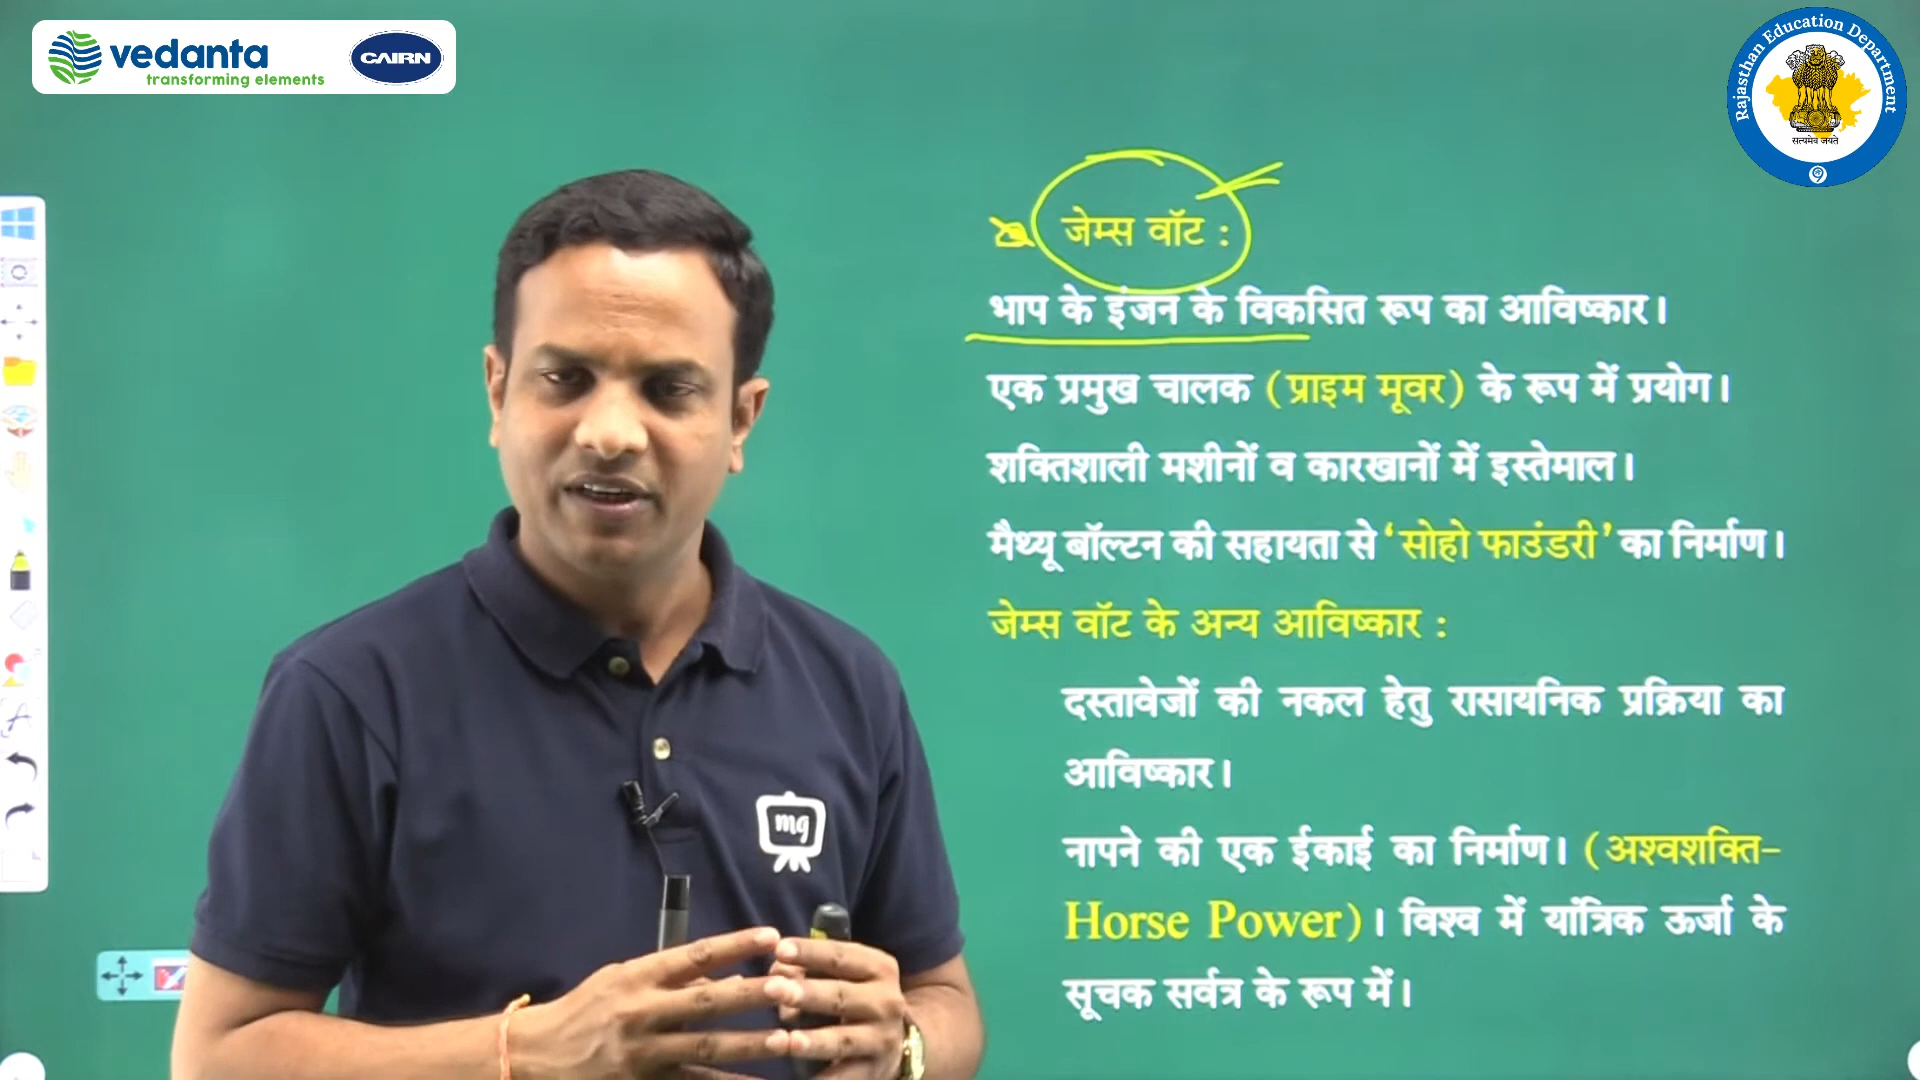 vedanta
transforming elements
CAIRN
Rajasthan Education Department
सत्यमेव जयते
जेम्स वॉट :
भाप के इंजन के विकसित रूप का आविष्कार।
एक प्रमुख चालक (प्राइम मूवर) के रूप में प्रयोग।
शक्तिशाली मशीनों व कारखानों में इस्तेमाल।
मैथ्यू बॉल्टन की सहायता से ‘सोहो फाउंडरी’ का निर्माण।
जेम्स वॉट के अन्य आविष्कार :
दस्तावेजों की नकल हेतु रासायनिक प्रक्रिया का
आविष्कार।
नापने की एक ईकाई का निर्माण। (अश्वशक्ति-
Horse Power)। विश्व में यांत्रिक ऊर्जा के
सूचक सर्वत्र के रूप में।
mg